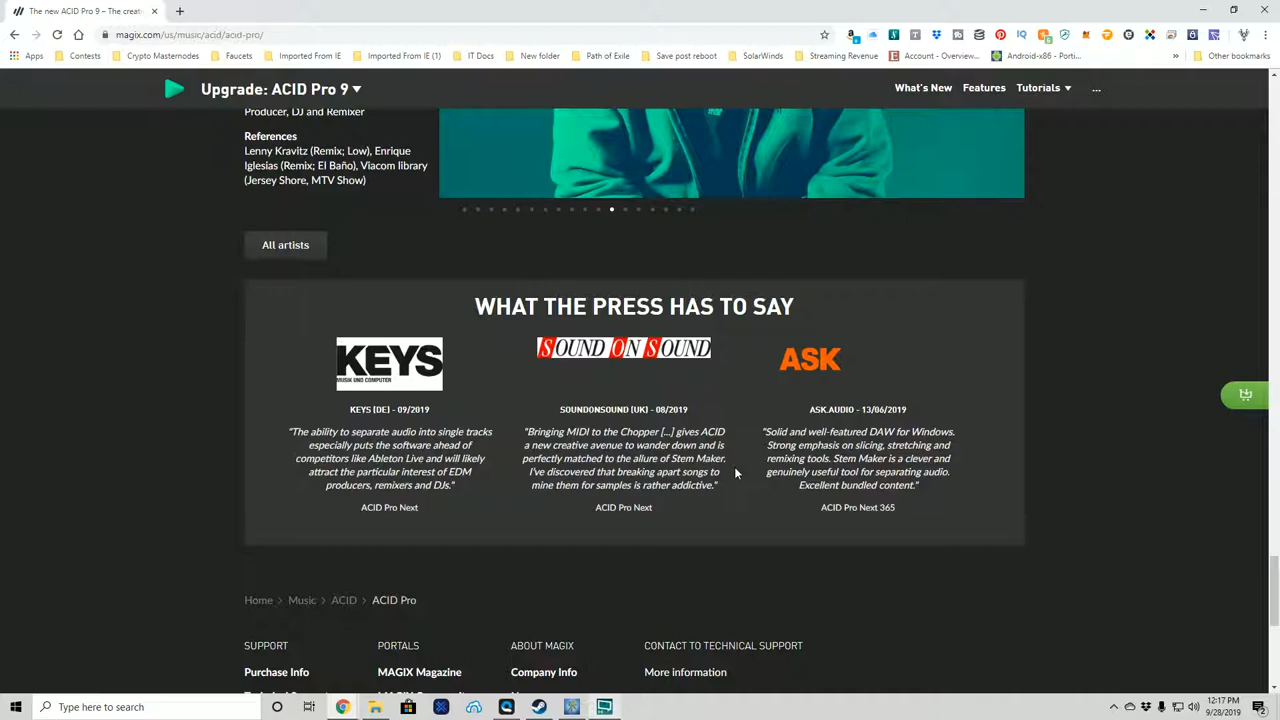 The new ACID Pro 9 – The creati
magix.com/us/music/acid/acid-pro/
Apps
Contests
Crypto Masternodes
Faucets
Imported From IE
Imported From IE (1)
IT Docs
New folder
Path of Exile
Save post reboot
SolarWinds
Streaming Revenue
Account - Overview...
Android-x86 - Porti...
»
Other bookmarks
Upgrade: ACID Pro 9
What's New
Features
Tutorials
...
Producer, DJ and Remixer
References
Lenny Kravitz (Remix; Low), Enrique
Iglesias (Remix; El Baño), Viacom library
(Jersey Shore, MTV Show)
All artists
WHAT THE PRESS HAS TO SAY
KEYS
MUSIK UND COMPUTER
KEYS (DE) - 09/2019
"The ability to separate audio into single tracks
especially puts the software ahead of
competitors like Ableton Live and will likely
attract the particular interest of EDM
producers, remixers and DJs."
ACID Pro Next
SOUND ON SOUND
SOUNDONSOUND (UK) - 08/2019
"Bringing MIDI to the Chopper [...] gives ACID
a new creative avenue to wander down and is
perfectly matched to the allure of Stem Maker.
I've discovered that breaking apart songs to
mine them for samples is rather addictive."
ACID Pro Next
ASK
ASK.AUDIO - 13/06/2019
"Solid and well-featured DAW for Windows.
Strong emphasis on slicing, stretching and
remixing tools. Stem Maker is a clever and
genuinely useful tool for separating audio.
Excellent bundled content."
ACID Pro Next 365
Home > Music > ACID > ACID Pro
SUPPORT
PORTALS
ABOUT MAGIX
CONTACT TO TECHNICAL SUPPORT
Purchase Info
MAGIX Magazine
Company Info
More information
Type here to search
12:17 PM
9/28/2019